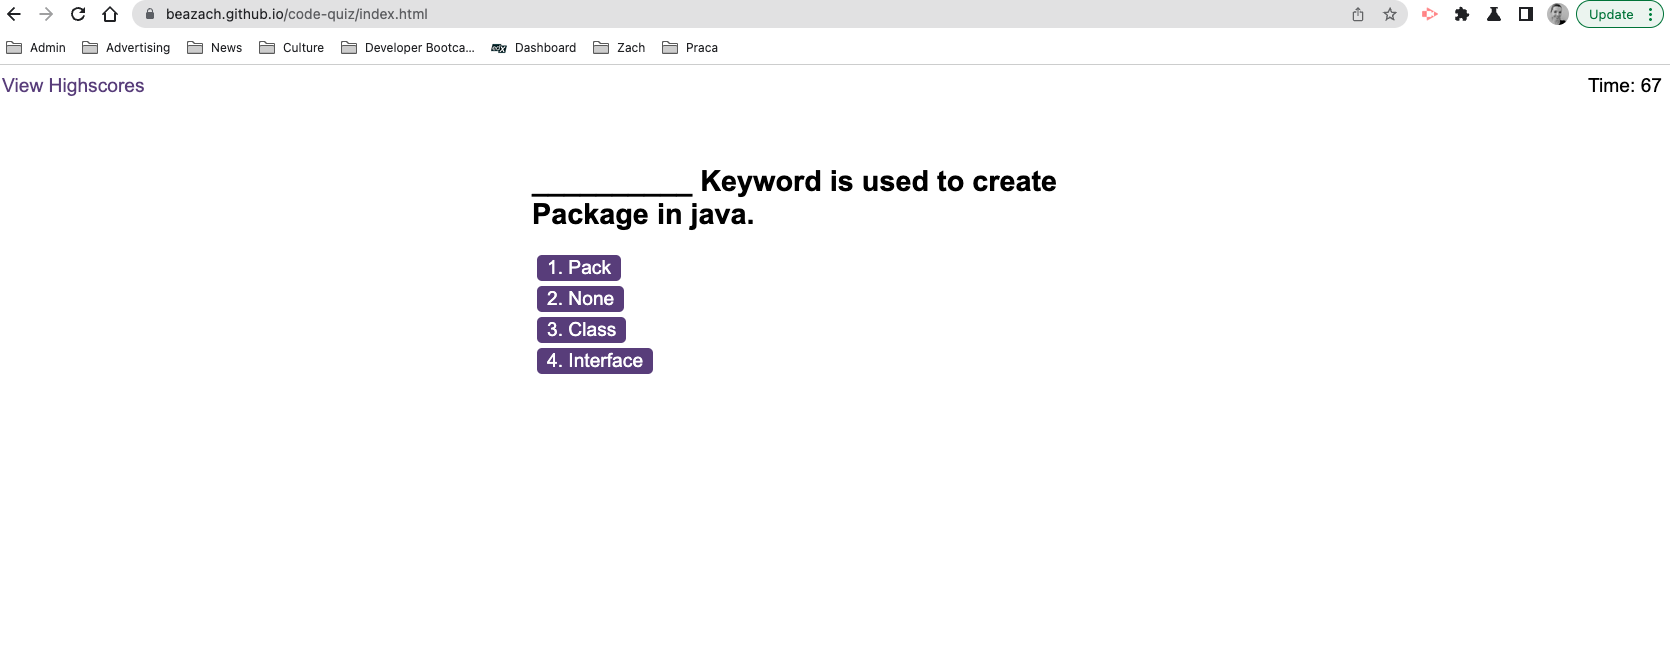 beazach.github.io/code-quiz/index.html
Update
Admin Advertising News Culture Developer Bootca... Dashboard Zach Praca
View Highscores Time: 67
__________ Keyword is used to create
Package in java.
1. Pack
2. None
3. Class
4. Interface